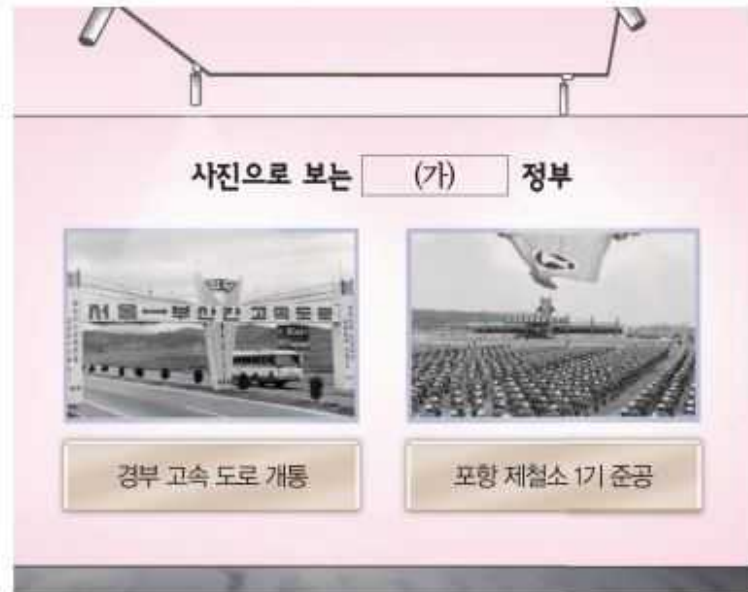 사진으로 보는 (가) 정부
서울↔부산간 고속도로
경부 고속 도로 개통
포항 제철소 1기 준공